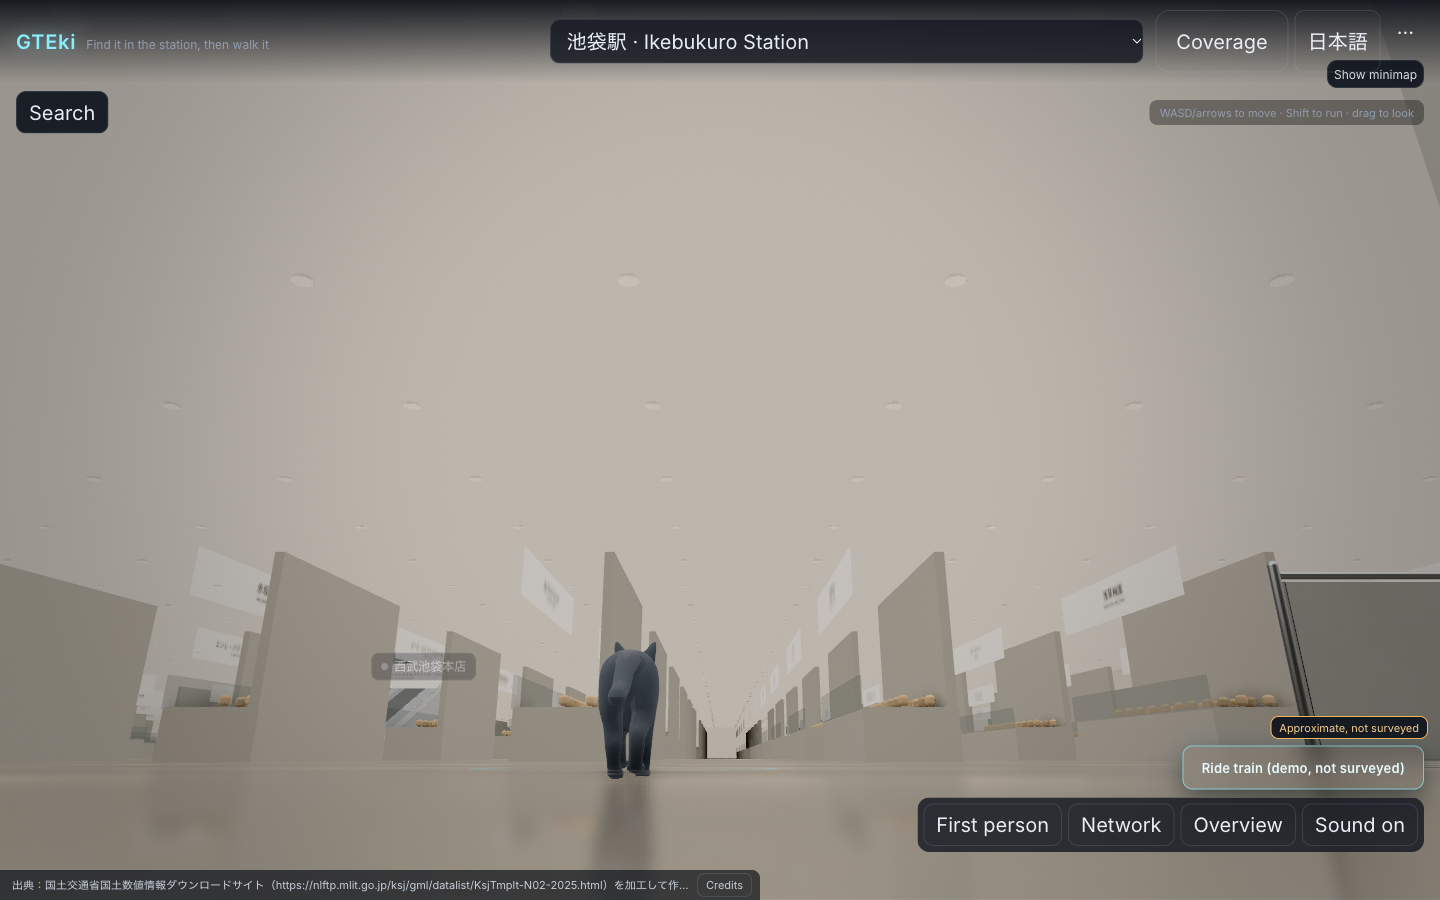 GTEki Find it in the station, then walk it
池袋駅 · Ikebukuro Station
Coverage
日本語
...
Show minimap
Search
WASD/arrows to move · Shift to run · drag to look
西武池袋本店
Approximate, not surveyed
Ride train (demo, not surveyed)
First person
Network
Overview
Sound on
出典：国土交通省国土数値情報ダウンロードサイト（https://nlftp.mlit.go.jp/ksj/gml/datalist/KsjTmplt-N02-2025.html）を加工して作...
Credits